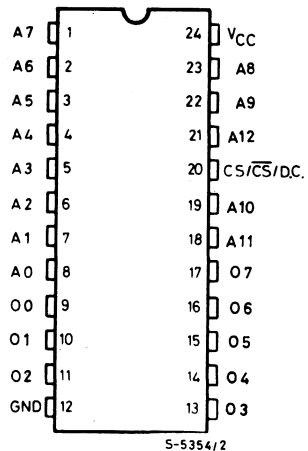 A7 1 24 VCC
A6 2 23 A8
A5 3 22 A9
A4 4 21 A12
A3 5 20 CS/C̅S̅/D.C.
A2 6 19 A10
A1 7 18 A11
A0 8 17 O7
O0 9 16 O6
O1 10 15 O5
O2 11 14 O4
GND 12 13 O3
S-5354/2